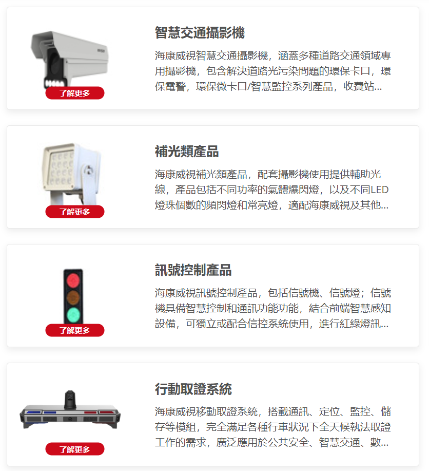 智慧交通攝影機
海康威視智慧交通攝影機，涵蓋多種道路交通領域專
用攝影機，包含解決道路光污染問題的環保卡口，環
保電警，環保微卡口/智慧監控系列產品，收費站...
了解更多
補光類產品
海康威視補光類產品，配套攝影機使用提供輔助光
線，產品包括不同功率的氣體爆閃燈，以及不同LED
燈珠個數的頻閃燈和常亮燈，適配海康威視及其他...
了解更多
訊號控制產品
海康威視訊號控制產品，包括信號機、信號燈；信號
機具備智慧控制和通訊功能功能，結合前端智慧感知
設備，可獨立或配合信控系統使用，進行紅綠燈訊...
了解更多
行動取證系統
海康威視移動取證系統，搭載通訊、定位、監控、儲
存等模組，完全滿足各種行車狀況下全天候執法取證
工作的需求，廣泛應用於公共安全、智慧交通、數...
了解更多